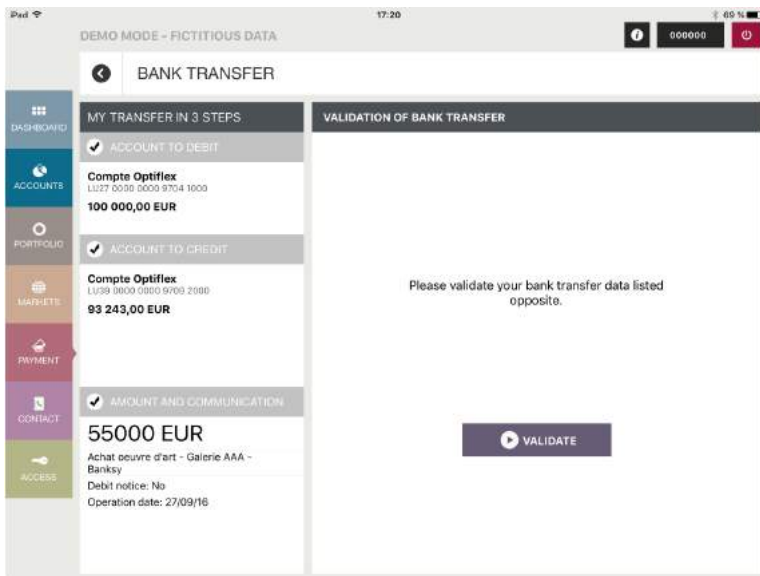 iPad
17:20
69 %
DEMO MODE - FICTITIOUS DATA
000000
BANK TRANSFER
DASHBOARD
ACCOUNTS
PORTFOLIO
MARKETS
PAYMENT
CONTACT
ACCESS
MY TRANSFER IN 3 STEPS
ACCOUNT TO DEBIT
Compte Optiflex
LU27 0000 0000 9704 1000
100 000,00 EUR
ACCOUNT TO CREDIT
Compte Optiflex
LU39 0000 0000 9709 2000
93 243,00 EUR
AMOUNT AND COMMUNICATION
55000 EUR
Achat oeuvre d'art - Galerie AAA -
Banksy
Debit notice: No
Operation date: 27/09/16
VALIDATION OF BANK TRANSFER
Please validate your bank transfer data listed
opposite.
VALIDATE